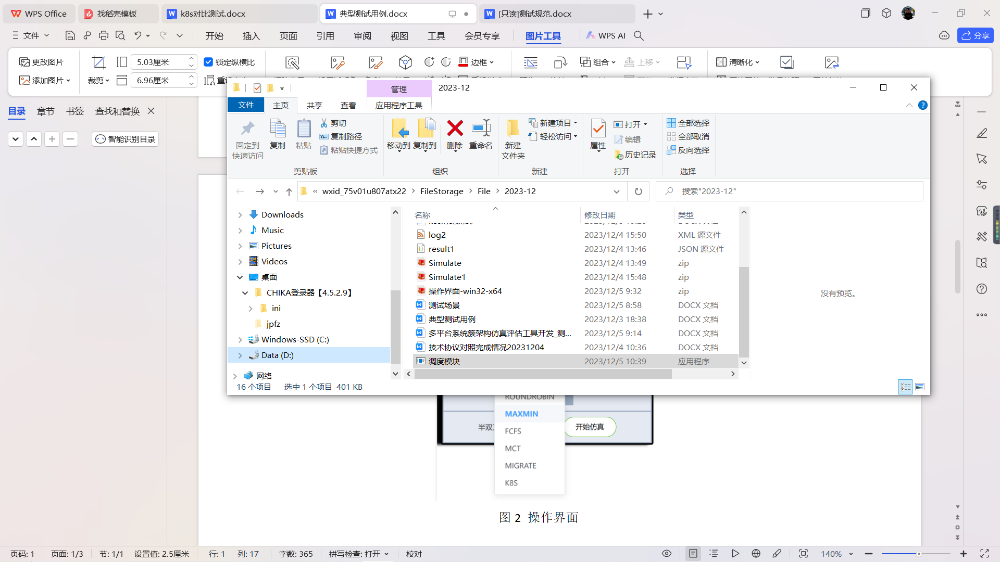 WPS Office
找稻壳模板
k8s对比测试.docx
典型测试用例.docx
[只读]测试规范.docx
文件
开始
插入
页面
引用
审阅
视图
工具
会员专享
图片工具
WPS AI
分享
更改图片
5.03厘米
锁定纵横比
边框
组合
上移
清晰化
添加图片
裁剪
6.96厘米
管理
2023-12
文件
主页
共享
查看
应用程序工具
目录
章节
书签
查找和替换
智能识别目录
固定到
快速访问
复制
粘贴
剪切
复制路径
粘贴快捷方式
剪贴板
移动到
复制到
删除
重命名
组织
新建
文件夹
新建项目
轻松访问
新建
属性
打开
编辑
历史记录
打开
全部选择
全部取消
反向选择
选择
« wxid_75v01u807atx22 > FileStorage > File > 2023-12
搜索"2023-12"
Downloads
Music
Pictures
Videos
桌面
CHIKA登录器【4.5.2.9】
ini
jpfz
Windows-SSD (C:)
Data (D:)
网络
名称 修改日期 类型
log2 2023/12/4 15:50 XML 源文件
result1 2023/12/4 13:46 JSON 源文件
Simulate 2023/12/4 13:49 zip
Simulate1 2023/12/4 15:48 zip
操作界面-win32-x64 2023/12/5 9:32 zip
测试场景 2023/12/5 8:58 DOCX 文档
典型测试用例 2023/12/3 18:38 DOCX 文档
多平台系统簇架构仿真评估工具开发_测... 2023/12/5 9:14 DOCX 文档
技术协议对照完成情况20231204 2023/12/4 10:36 DOCX 文档
调度模块 2023/12/5 10:39 应用程序
没有预览。
16 个项目 选中 1 个项目 401 KB
ROUNDROBIN
MAXMIN
半双
开始仿真
FCFS
MCT
MIGRATE
K8S
图 2 操作界面
页码: 1
页面: 1/3
节: 1/1
设置值: 2.5厘米
行: 1
列: 17
字数: 365
拼写检查: 打开
校对
140%